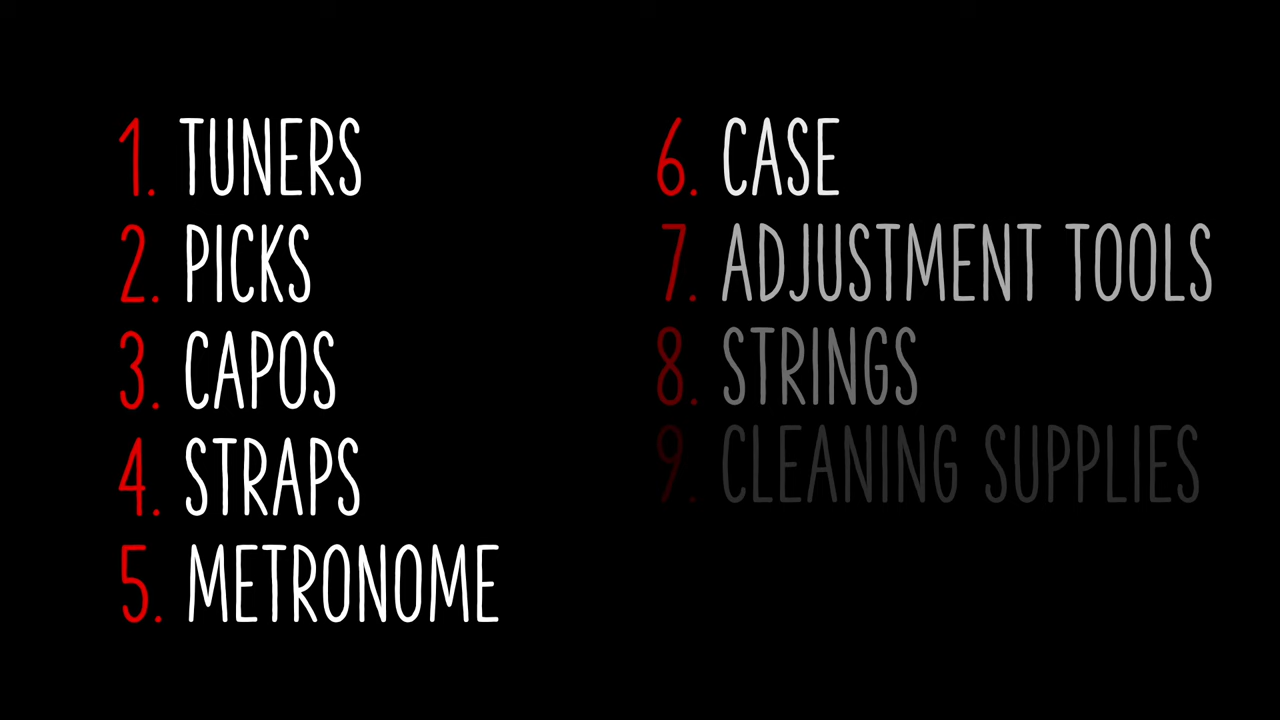 1. TUNERS
2. PICKS
3. CAPOS
4. STRAPS
5. METRONOME
6. CASE
7. ADJUSTMENT TOOLS
8. STRINGS
9. CLEANING SUPPLIES